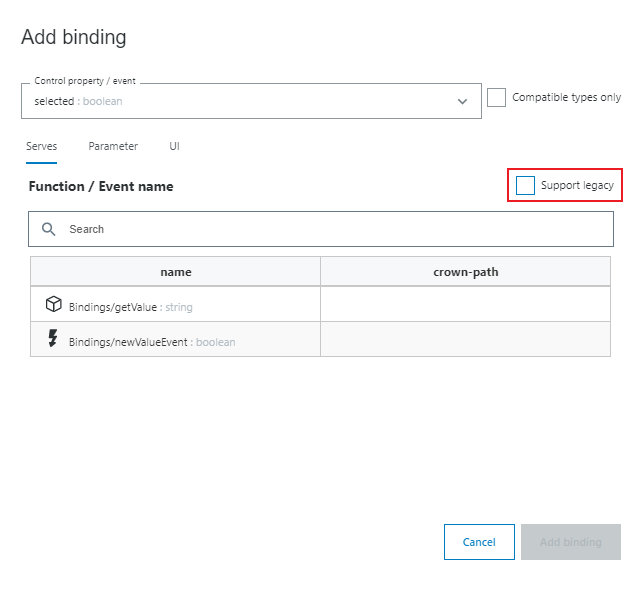 Add binding
Control property / event
selected : boolean
Compatible types only
Serves Parameter UI
Function / Event name
Support legacy
Search
name crown-path
Bindings/getValue : string
Bindings/newValueEvent : boolean
Cancel Add binding